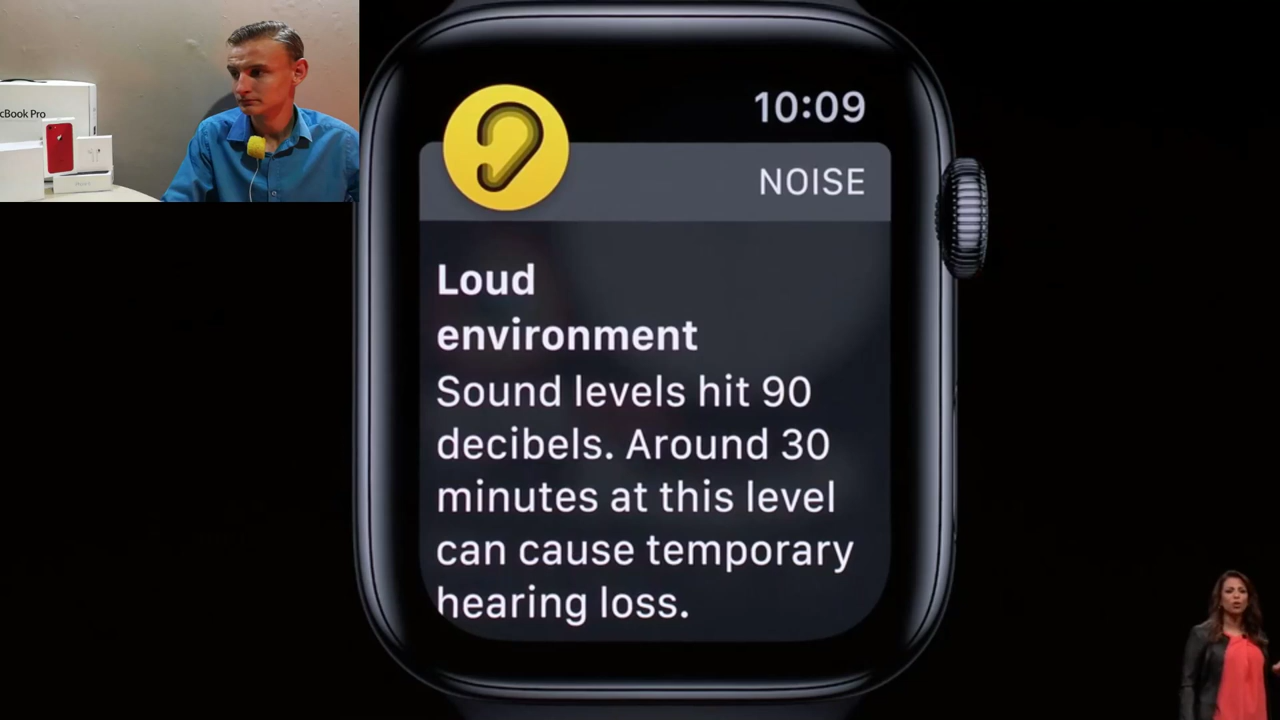 cBook Pro
10:09
NOISE
Loud
environment
Sound levels hit 90
decibels. Around 30
minutes at this level
can cause temporary
hearing loss.